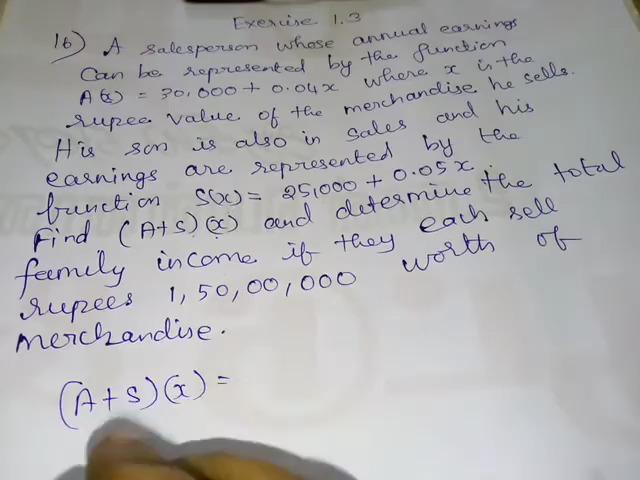 Exercise 1.3
16) A salesperson whose annual earnings
Can be represented by the function
A(x) = 30,000 + 0.04x where x is the
rupee value of the merchandise he sells.
His son is also in sales and his
earnings are represented by the
function S(x) = 25,000 + 0.05x.
Find (A+S)(x) and determine the total
family income if they each sell
rupees 1,50,00,000 worth of
merchandise.
(A+S)(x) =